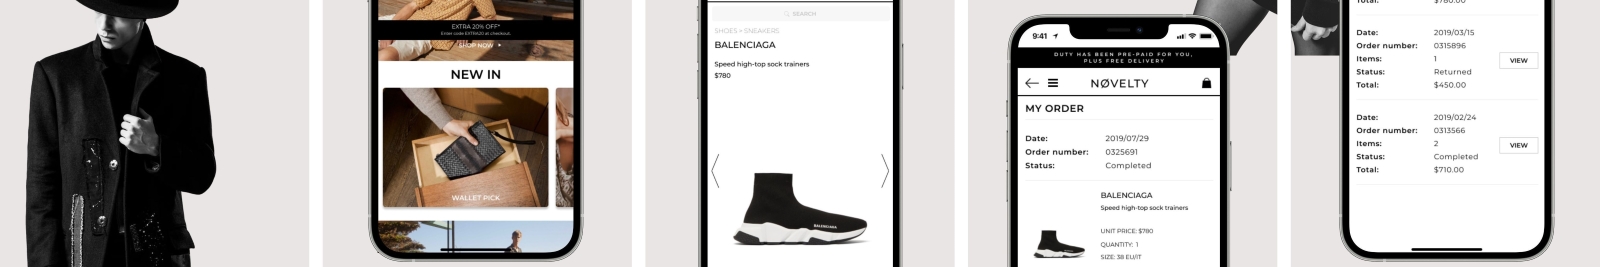 EXTRA 20% OFF*
Enter code EXTRA20 at checkout.
SHOP NOW
NEW IN
WALLET PICK
SEARCH
SHOES > SNEAKERS
BALENCIAGA
Speed high-top sock trainers
$780
BALENCIAGA
9:41
DUTY HAS BEEN PRE-PAID FOR YOU,
PLUS FREE DELIVERY
NØVELTY
MY ORDER
Date: 2019/07/29
Order number: 0325691
Status: Completed
BALENCIAGA
Speed high-top sock trainers
UNIT PRICE: $780
QUANTITY: 1
SIZE: 38 EU/IT
Total: $780.00
Date: 2019/03/15
Order number: 0315896
Items: 1
VIEW
Status: Returned
Total: $450.00
Date: 2019/02/24
Order number: 0313566
Items: 2
VIEW
Status: Completed
Total: $710.00